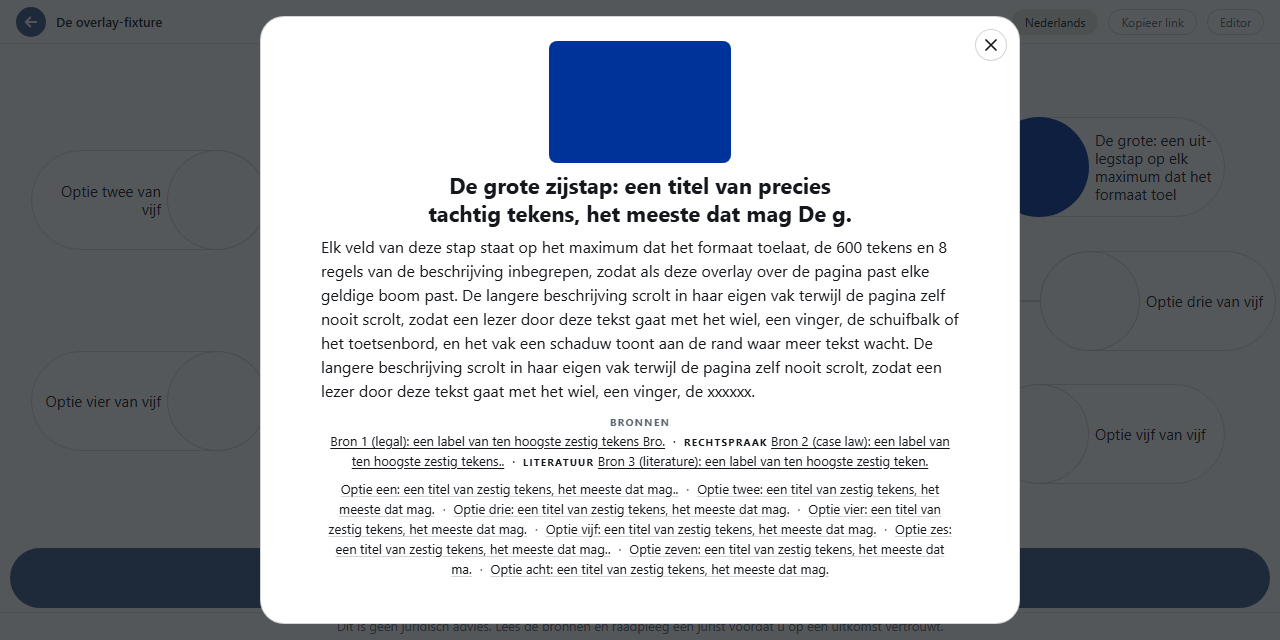 De overlay-fixture
Nederlands
Kopieer link
Editor
De grote zijstap: een titel van precies
tachtig tekens, het meeste dat mag De g.
Elk veld van deze stap staat op het maximum dat het formaat toelaat, de 600 tekens en 8
regels van de beschrijving inbegrepen, zodat als deze overlay over de pagina past elke
geldige boom past. De langere beschrijving scrolt in haar eigen vak terwijl de pagina zelf
nooit scrolt, zodat een lezer door deze tekst gaat met het wiel, een vinger, de schuifbalk of
het toetsenbord, en het vak een schaduw toont aan de rand waar meer tekst wacht. De
langere beschrijving scrolt in haar eigen vak terwijl de pagina zelf nooit scrolt, zodat een
lezer door deze tekst gaat met het wiel, een vinger, de xxxxxx.
BRONNEN
Bron 1 (legal): een label van ten hoogste zestig tekens Bro. · RECHTSPRAAK Bron 2 (case law): een label van
ten hoogste zestig tekens.. · LITERATUUR Bron 3 (literature): een label van ten hoogste zestig teken.
Optie een: een titel van zestig tekens, het meeste dat mag.. · Optie twee: een titel van zestig tekens, het
meeste dat mag. · Optie drie: een titel van zestig tekens, het meeste dat mag. · Optie vier: een titel van
zestig tekens, het meeste dat mag. · Optie vijf: een titel van zestig tekens, het meeste dat mag. · Optie zes:
een titel van zestig tekens, het meeste dat mag.. · Optie zeven: een titel van zestig tekens, het meeste dat
ma. · Optie acht: een titel van zestig tekens, het meeste dat mag.
Optie twee van
vijf
Optie vier van vijf
De grote: een uit-
legstap op elk
maximum dat het
formaat toel
Optie drie van vijf
Optie vijf van vijf
Dit is geen juridisch advies. Lees de bronnen en raadpleeg een jurist voordat u op een uitkomst vertrouwt.